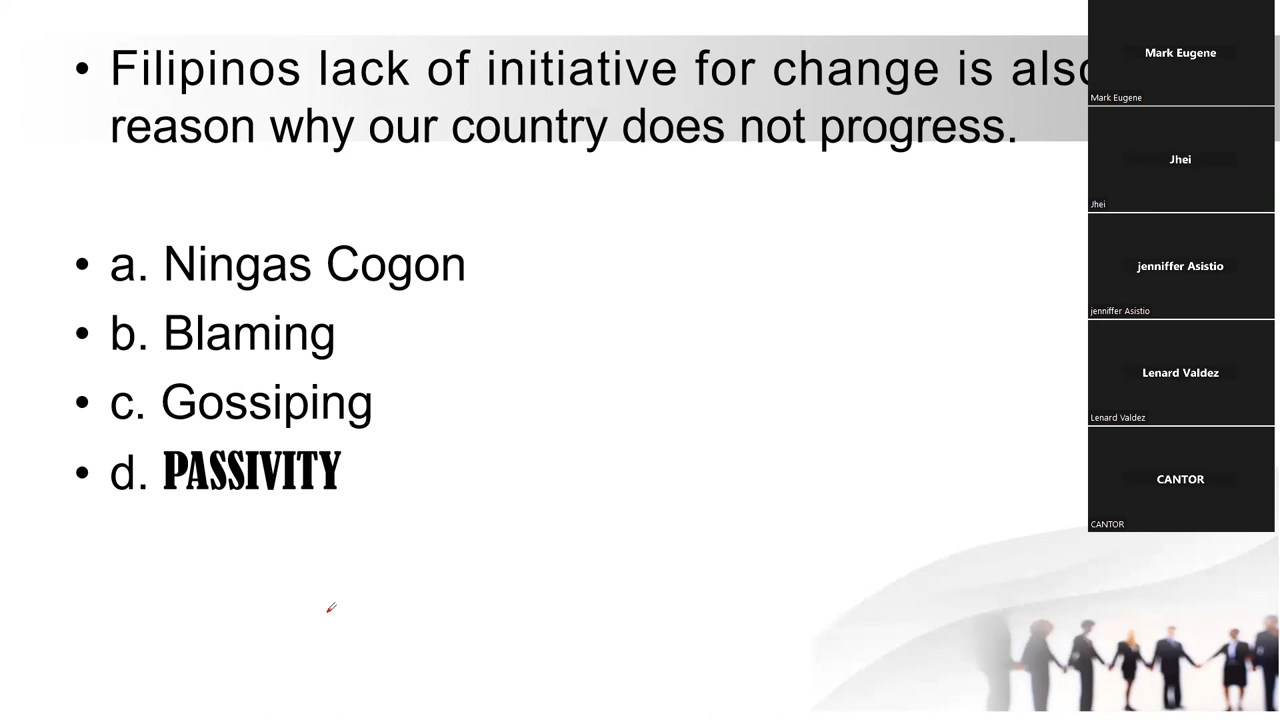 • Filipinos lack of initiative for change is also
reason why our country does not progress.
• a. Ningas Cogon
• b. Blaming
• c. Gossiping
• d. PASSIVITY
Mark Eugene
Mark Eugene
Jhei
Jhei
jenniffer Asistio
jenniffer Asistio
Lenard Valdez
Lenard Valdez
CANTOR
CANTOR